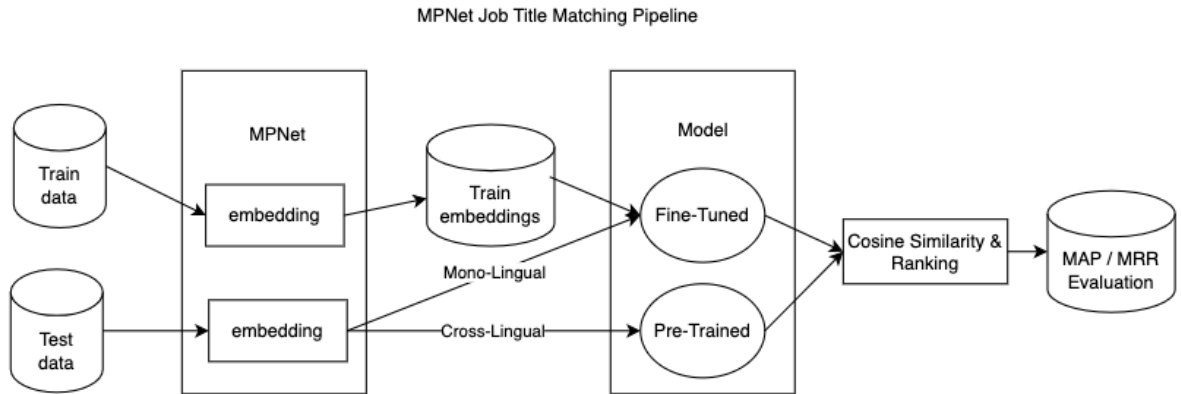 MPNet Job Title Matching Pipeline
MPNet
Model
Train
data
embedding
Train
embeddings
Fine-Tuned
Cosine Similarity &
Ranking
MAP / MRR
Evaluation
Mono-Lingual
Test
data
embedding
Cross-Lingual
Pre-Trained